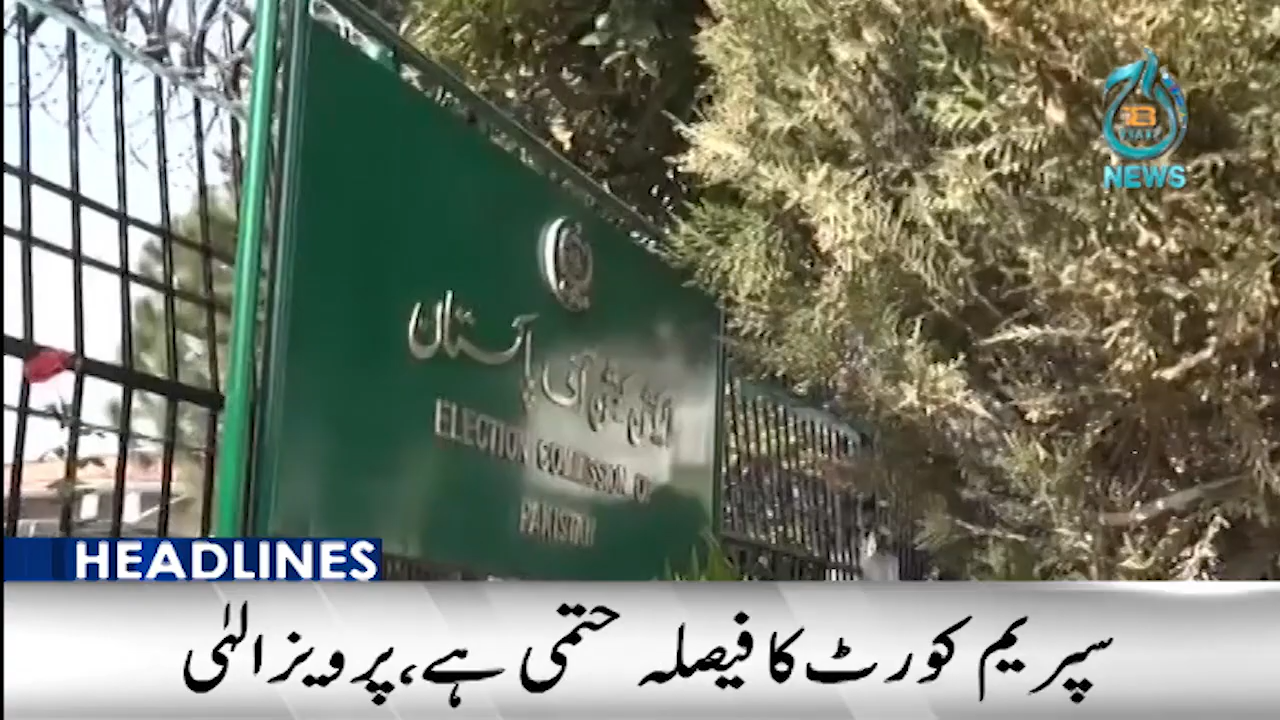 NEWS
الیکشن کمیشن آف پاکستان
ELECTION COMMISSION OF
PAKISTAN
HEADLINES
سپریم کورٹ کا فیصلہ حتمی ہے، پرویز الٰہی